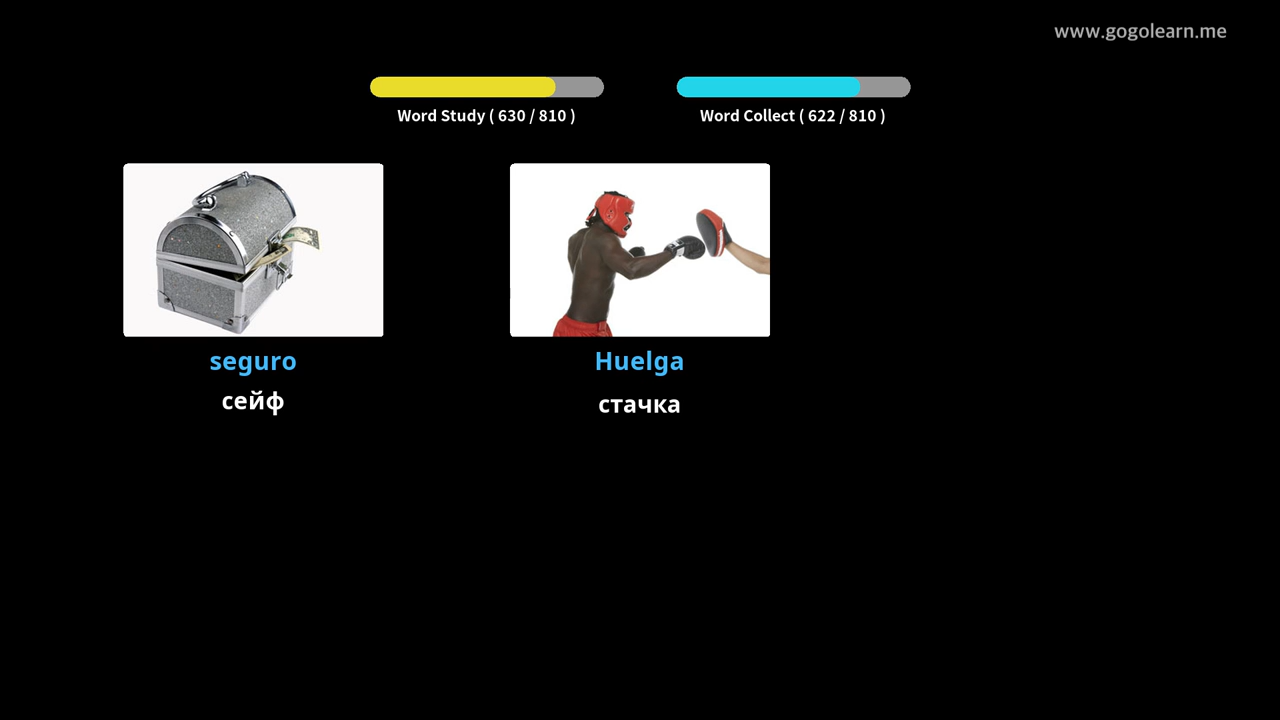 www.gogolearn.me
Word Study ( 630 / 810 )
Word Collect ( 622 / 810 )
seguro
сейф
Huelga
стачка